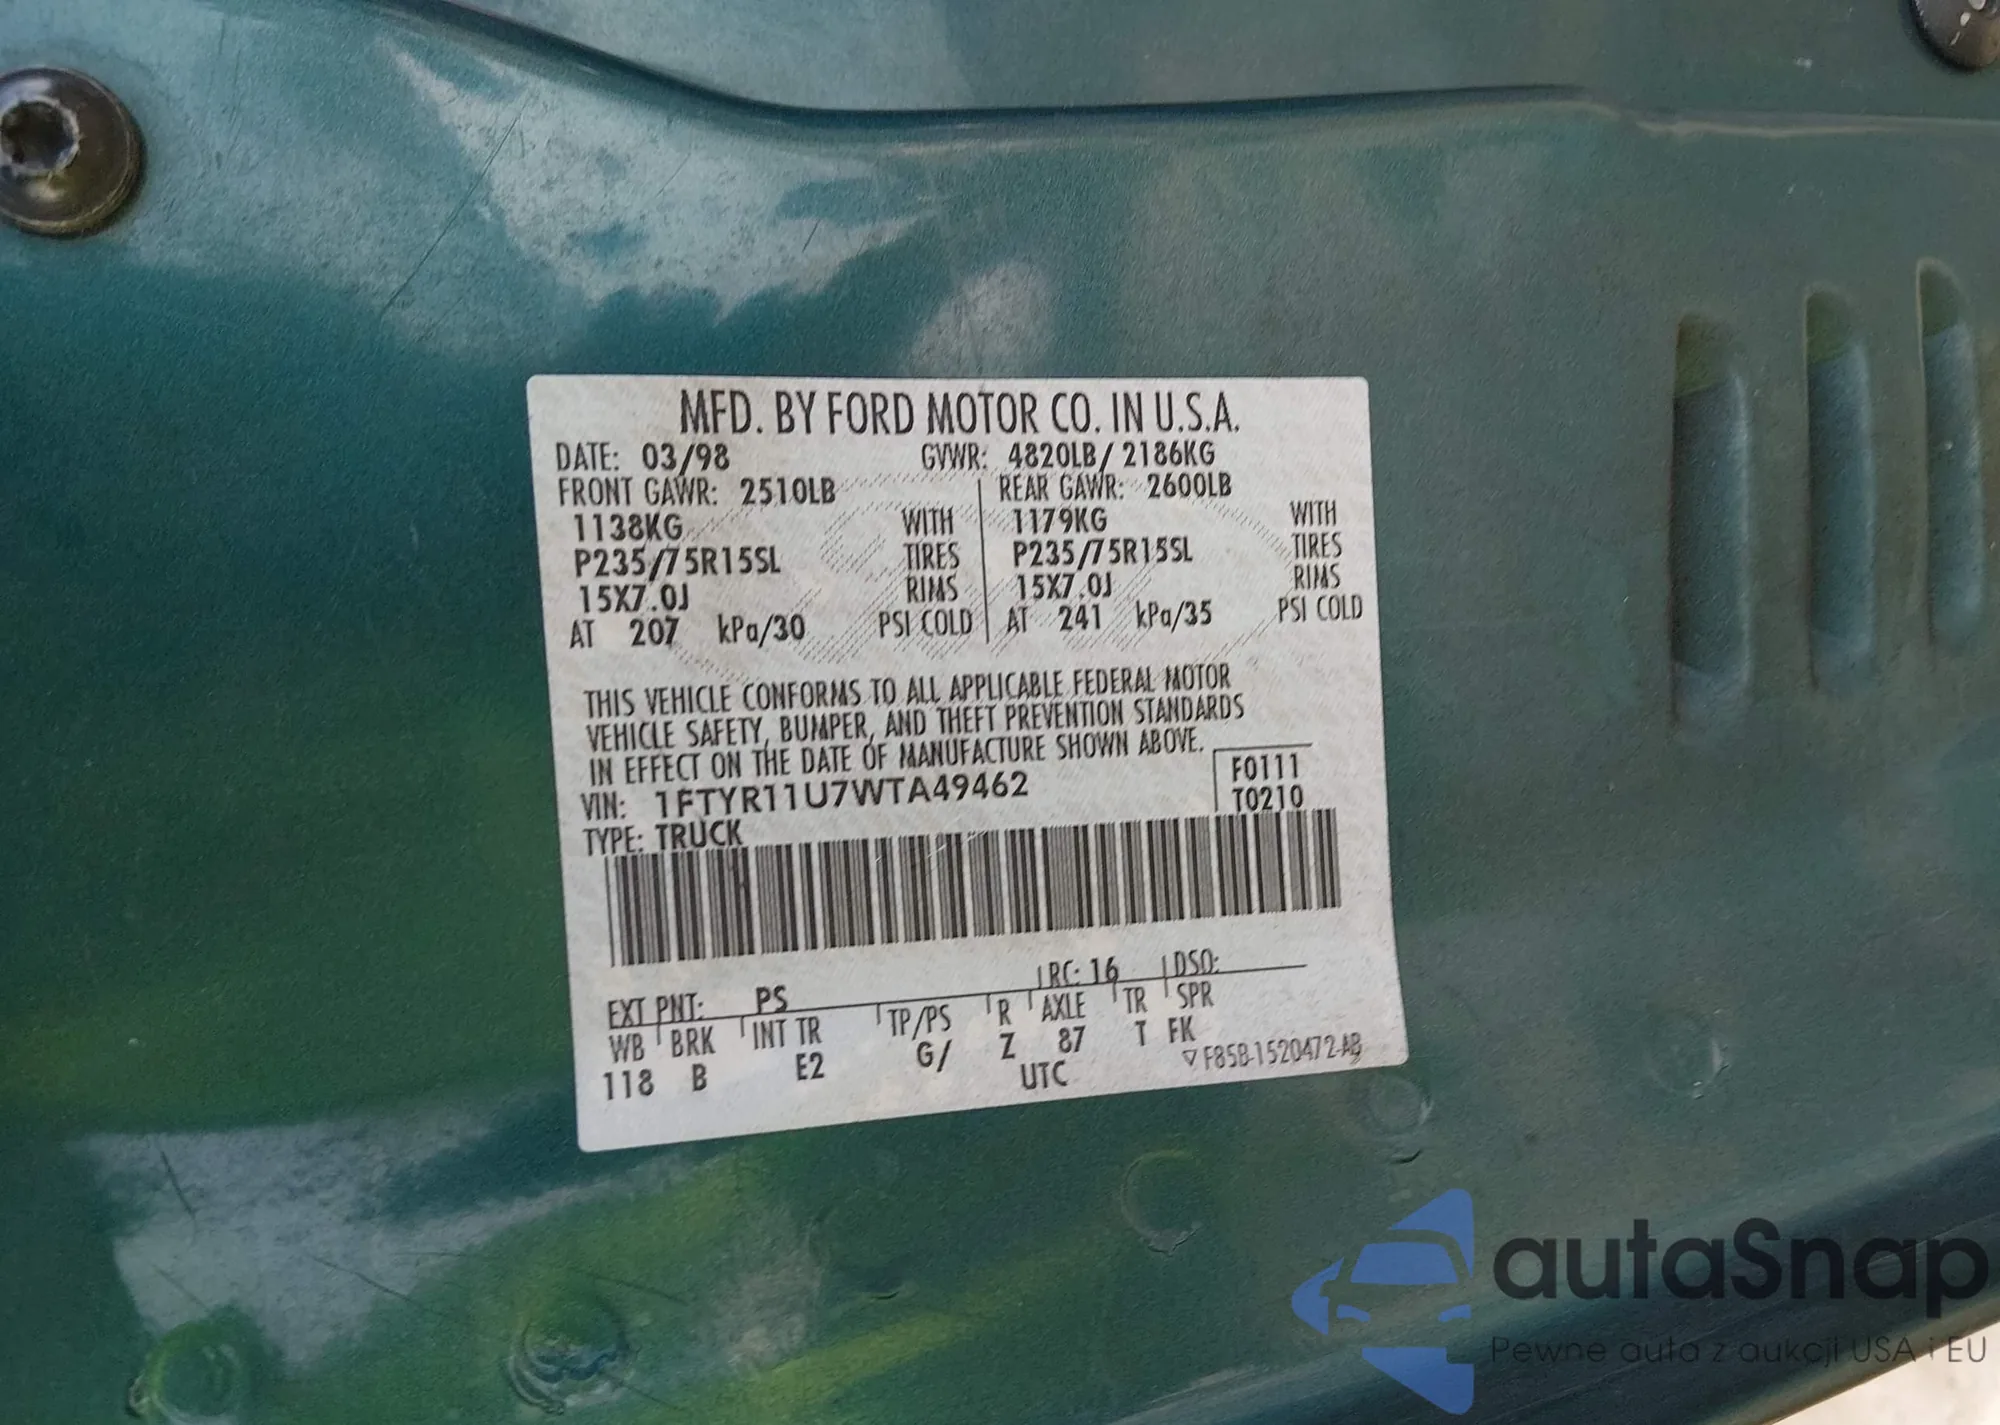 MFD. BY FORD MOTOR CO. IN U.S.A.
DATE: 03/98 GVWR: 4820LB/ 2186KG
FRONT GAWR: 2510LB REAR GAWR: 2600LB
1138KG WITH 1179KG WITH
P235/75R15SL TIRES P235/75R15SL TIRES
15X7.0J RIMS 15X7.0J RIMS
AT 207 kPa/30 PSI COLD AT 241 kPa/35 PSI COLD
THIS VEHICLE CONFORMS TO ALL APPLICABLE FEDERAL MOTOR
VEHICLE SAFETY, BUMPER, AND THEFT PREVENTION STANDARDS
IN EFFECT ON THE DATE OF MANUFACTURE SHOWN ABOVE.
VIN: 1FTYR11U7WTA49462 F0111
TYPE: TRUCK T0210
EXT PNT: PS RC: 16 DSO:
WB BRK INT TR TP/PS R AXLE TR SPR
118 B E2 G/ Z 87 T FK
UTC ▽F85B-1520472-AB
autaSnap
Pewne auta z aukcji USA i EU